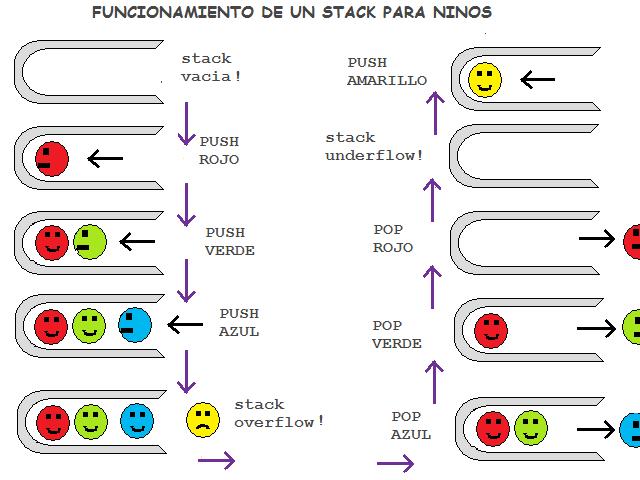 FUNCIONAMIENTO DE UN STACK PARA NINOS
stack
vacia!
PUSH
ROJO
PUSH
VERDE
PUSH
AZUL
stack
overflow!
POP
AZUL
POP
VERDE
POP
ROJO
stack
underflow!
PUSH
AMARILLO